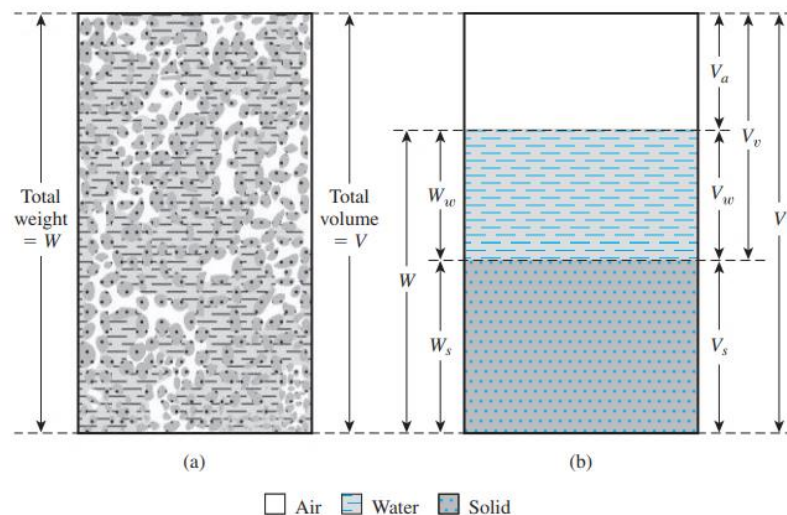 Total
weight
= W
Total
volume
= V
W
W_w
W_s
V_a
V_w
V_s
V_v
V
(a)
(b)
Air Water Solid